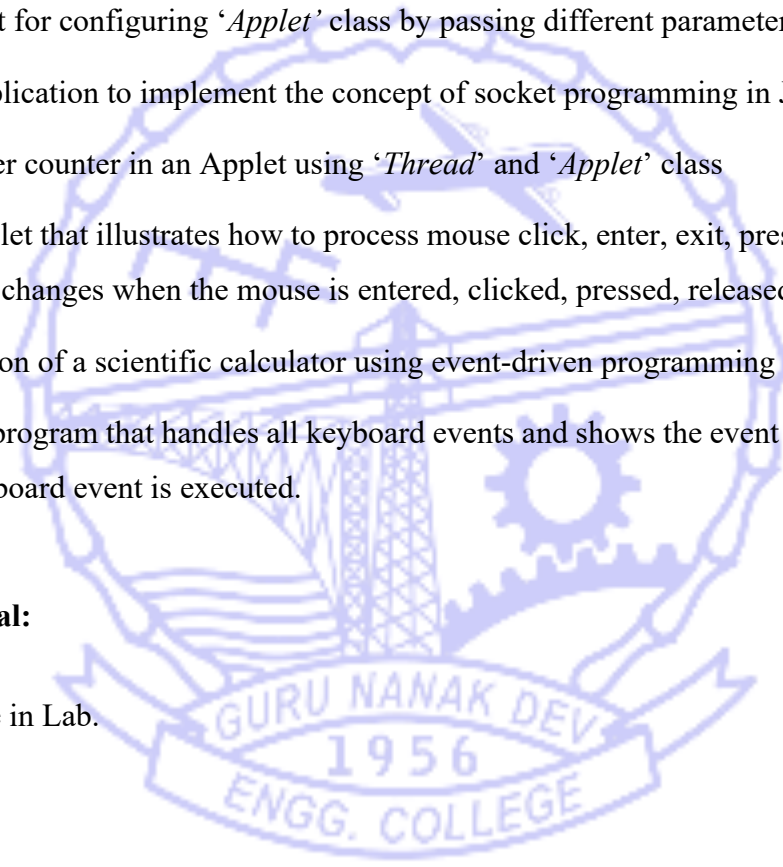 t for configuring ‘Applet’ class by passing different parameter
plication to implement the concept of socket programming in J
er counter in an Applet using ‘Thread’ and ‘Applet’ class
let that illustrates how to process mouse click, enter, exit, pres
changes when the mouse is entered, clicked, pressed, released
on of a scientific calculator using event-driven programming
program that handles all keyboard events and shows the event
board event is executed.
al:
e in Lab.
GURU NANAK DEV
1956
ENGG. COLLEGE